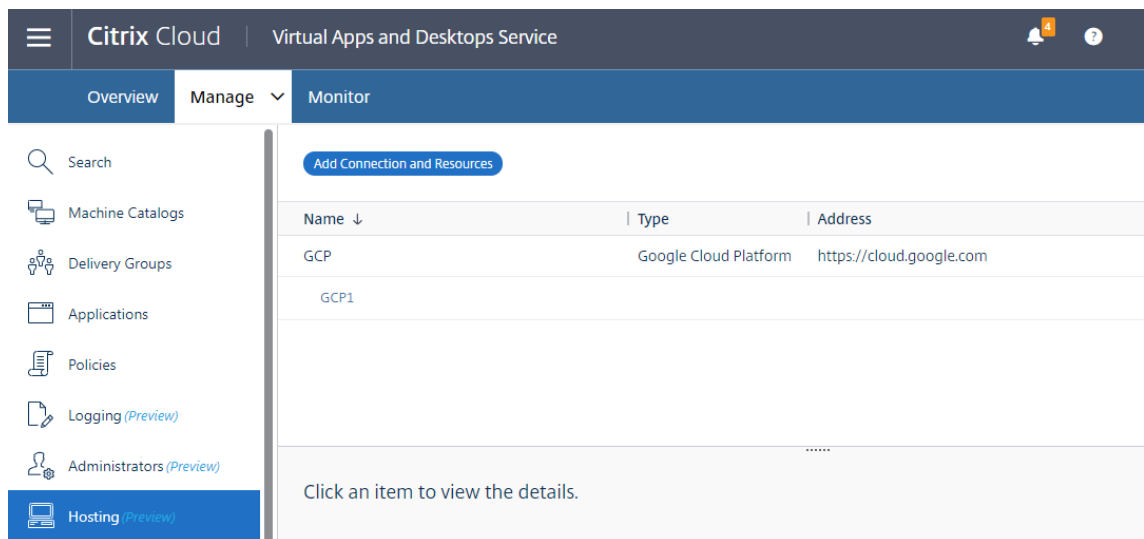 Citrix Cloud | Virtual Apps and Desktops Service 4 ?
Overview Manage Monitor
Search
Machine Catalogs
Delivery Groups
Applications
Policies
Logging (Preview)
Administrators (Preview)
Hosting (Preview)
Add Connection and Resources
Name ↓ Type Address
GCP Google Cloud Platform https://cloud.google.com
GCP1
Click an item to view the details.